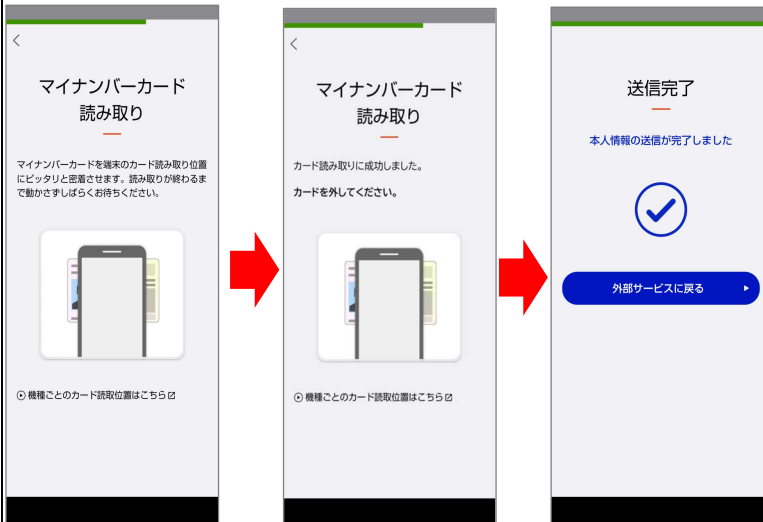 マイナンバーカード
読み取り
マイナンバーカードを端末のカード読み取り位置
にピッタリと密着させます。読み取りが終わるま
で動かさずしばらくお待ちください。
機種ごとのカード読取位置はこちら
マイナンバーカード
読み取り
カード読み取りに成功しました。
カードを外してください。
機種ごとのカード読取位置はこちら
送信完了
本人情報の送信が完了しました
外部サービスに戻る